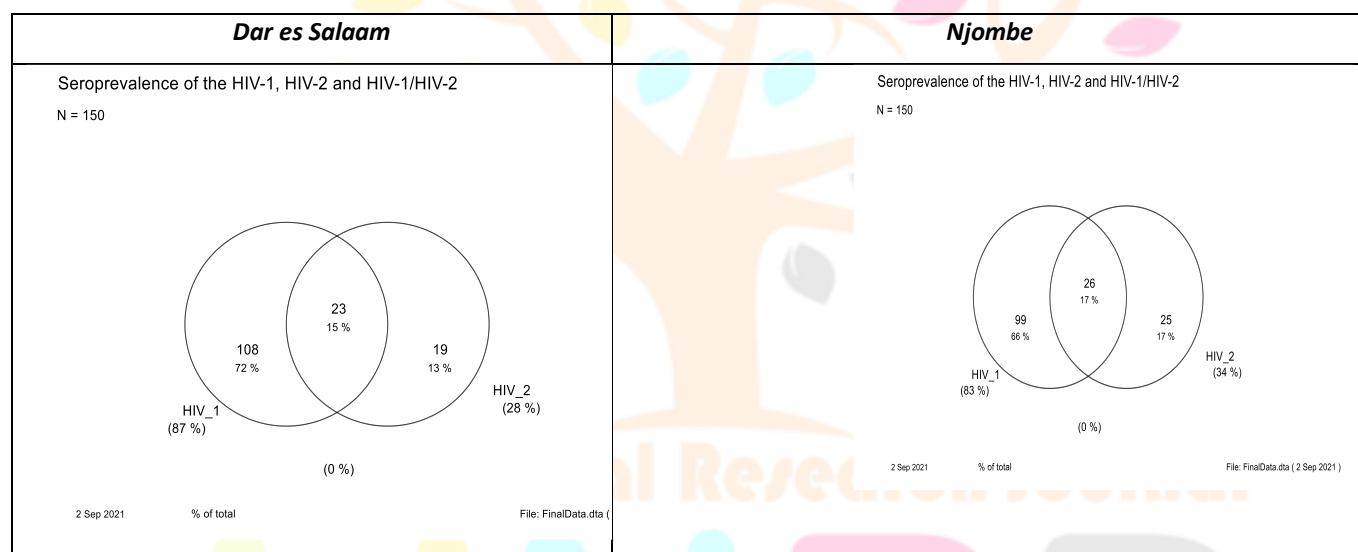 Dar es Salaam
Njombe
Seroprevalence of the HIV-1, HIV-2 and HIV-1/HIV-2
N = 150
23
15 %
108
72 %
19
13 %
HIV_1
(87 %)
HIV_2
(28 %)
(0 %)
2 Sep 2021 % of total File: FinalData.dta (
Seroprevalence of the HIV-1, HIV-2 and HIV-1/HIV-2
N = 150
26
17 %
99
66 %
25
17 %
HIV_1
(83 %)
HIV_2
(34 %)
(0 %)
2 Sep 2021 % of total File: FinalData.dta ( 2 Sep 2021 )